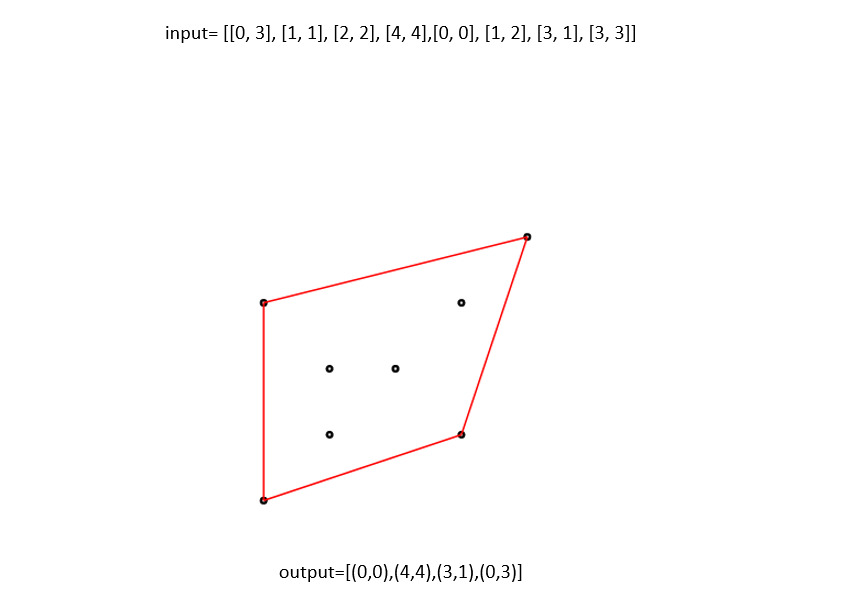 input= [[0, 3], [1, 1], [2, 2], [4, 4],[0, 0], [1, 2], [3, 1], [3, 3]]
output=[(0,0),(4,4),(3,1),(0,3)]